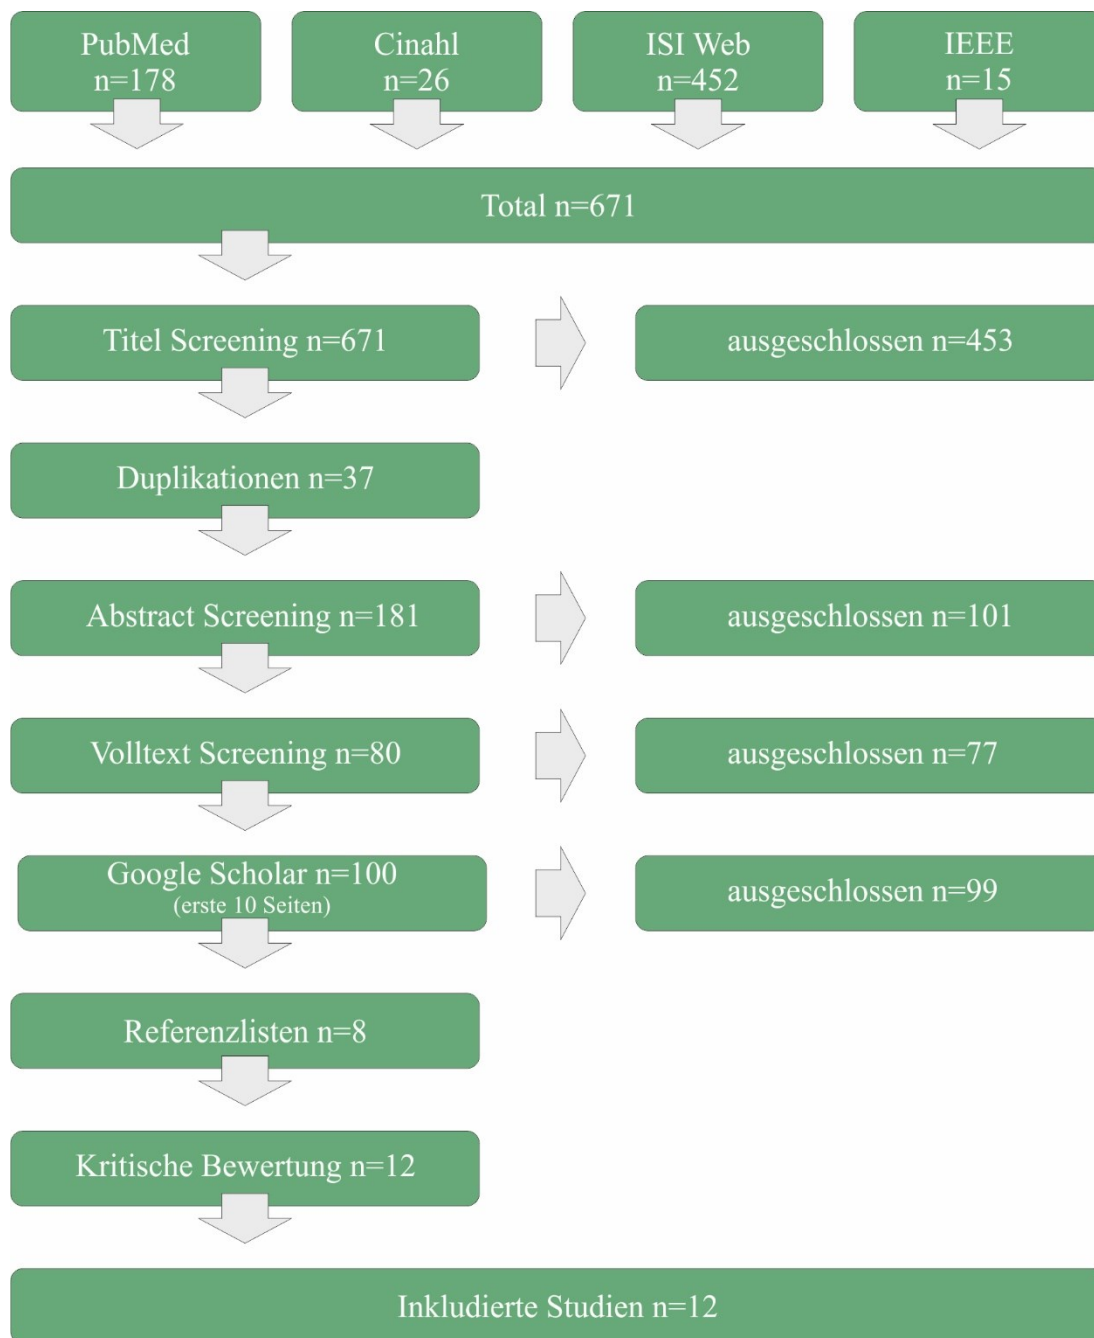 PubMed
n=178
Cinahl
n=26
ISI Web
n=452
IEEE
n=15
Total n=671
Titel Screening n=671
ausgeschlossen n=453
Duplikationen n=37
Abstract Screening n=181
ausgeschlossen n=101
Volltext Screening n=80
ausgeschlossen n=77
Google Scholar n=100
(erste 10 Seiten)
ausgeschlossen n=99
Referenzlisten n=8
Kritische Bewertung n=12
Inkludierte Studien n=12